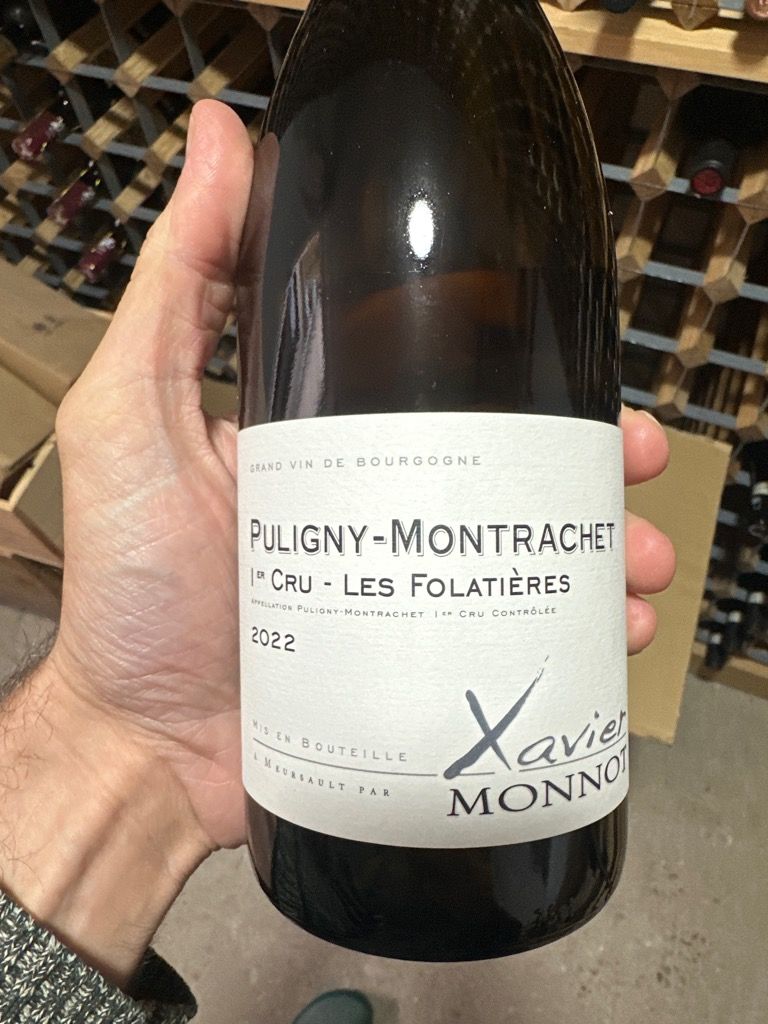 GRAND VIN DE BOURGOGNE
PULIGNY-MONTRACHET
1ER CRU - LES FOLATIÈRES
APPELLATION PULIGNY-MONTRACHET 1ER CRU CONTRÔLÉE
2022
MIS EN BOUTEILLE
À MEURSAULT PAR
Xavier
MONNOT